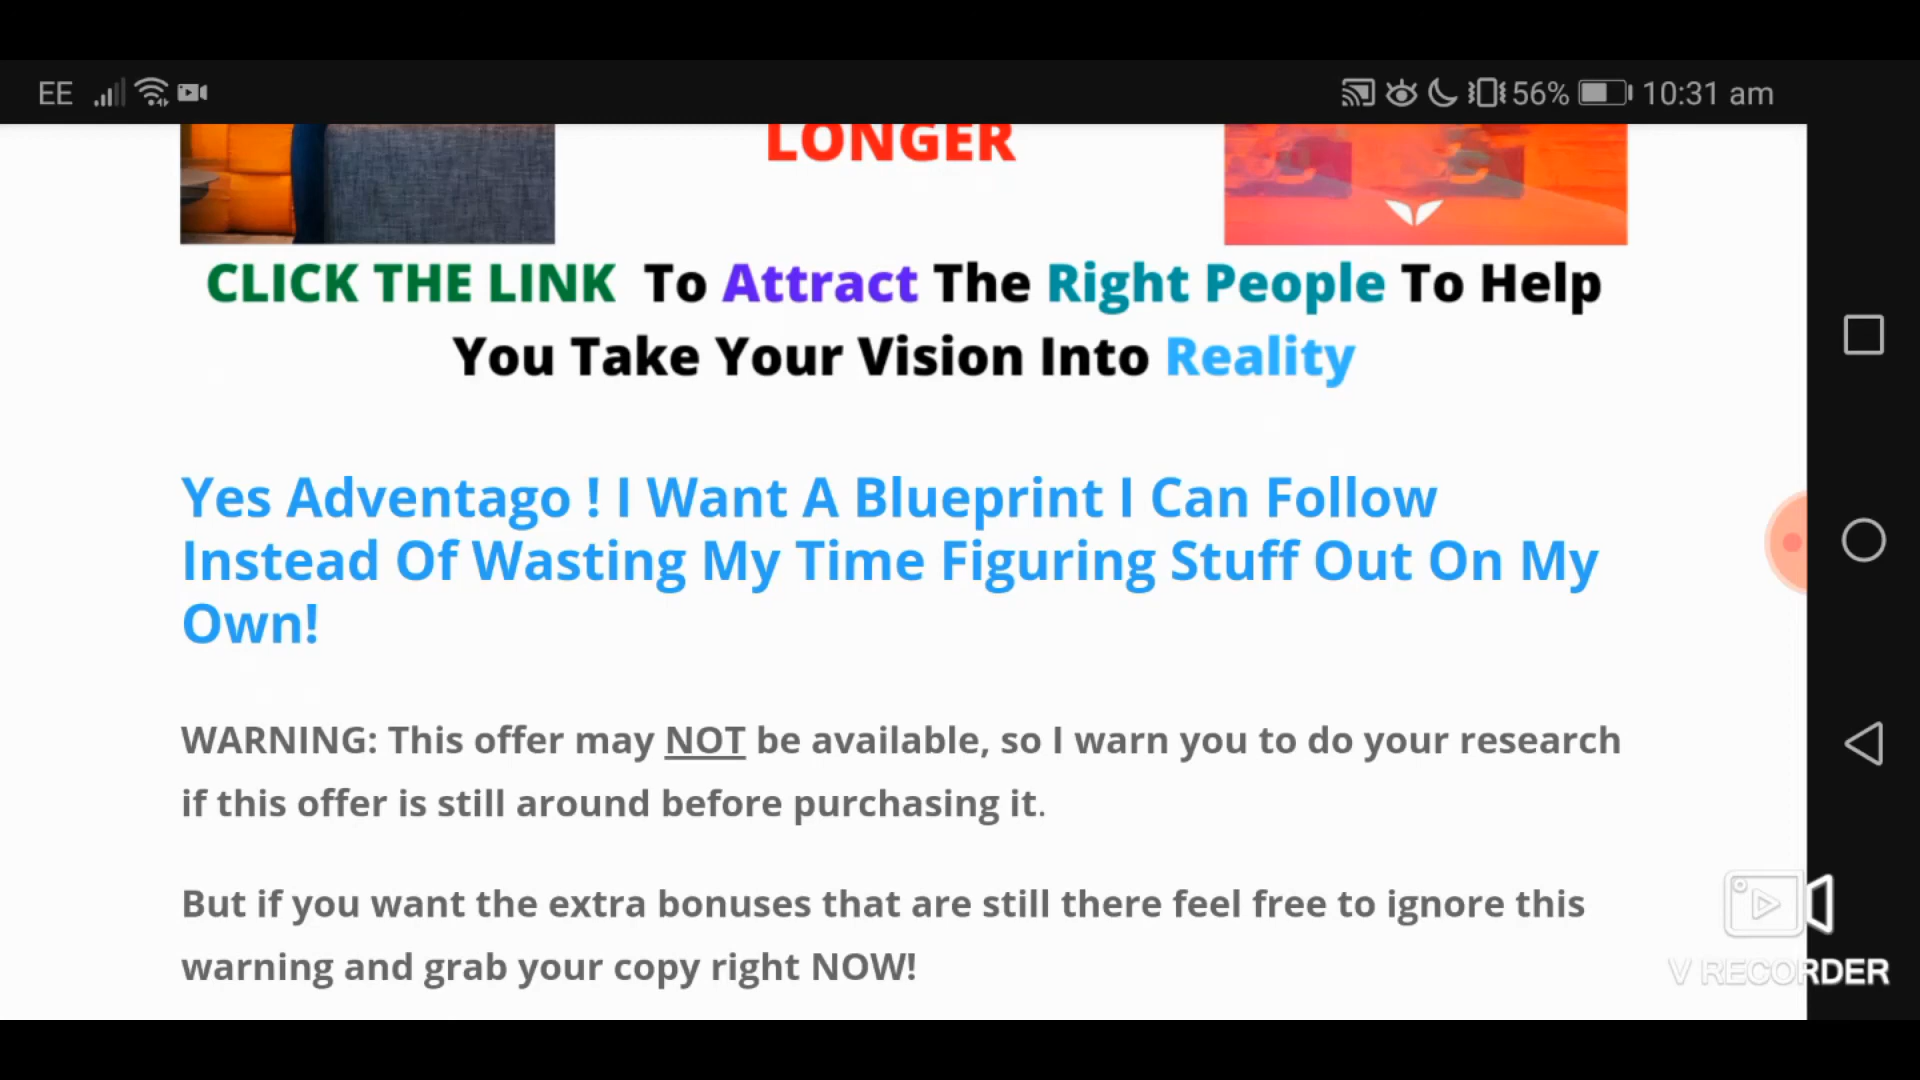 EE
56%
10:31 am
LONGER
CLICK THE LINK To Attract The Right People To Help
You Take Your Vision Into Reality
Yes Adventago ! I Want A Blueprint I Can Follow
Instead Of Wasting My Time Figuring Stuff Out On My
Own!
WARNING: This offer may NOT be available, so I warn you to do your research
if this offer is still around before purchasing it.
But if you want the extra bonuses that are still there feel free to ignore this
warning and grab your copy right NOW!
V RECORDER